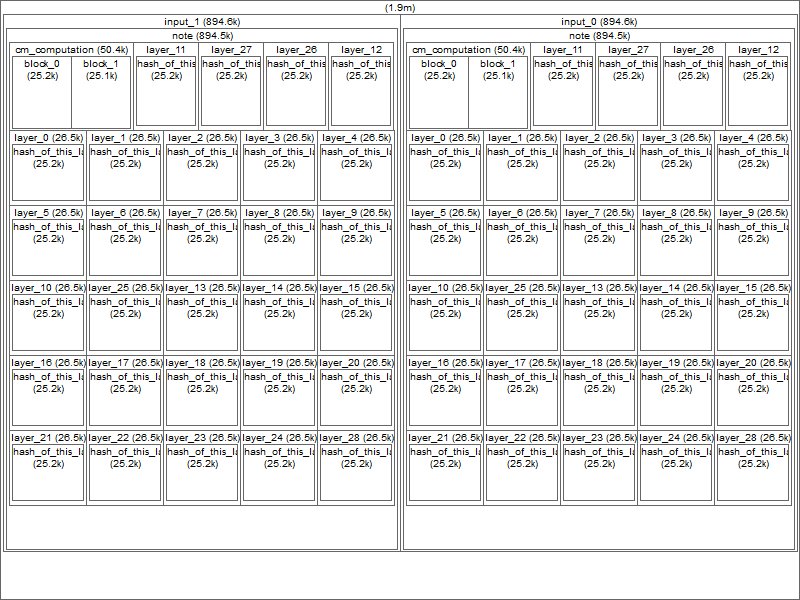 (1.9m)
input_1 (894.6k)
note (894.5k)
cm_computation (50.4k) layer_11 layer_27 layer_26 layer_12
block_0 block_1 hash_of_this hash_of_this hash_of_this hash_of_this
(25.2k) (25.1k) (25.2k) (25.2k) (25.2k) (25.2k)
layer_0 (26.5k) layer_1 (26.5k) layer_2 (26.5k) layer_3 (26.5k) layer_4 (26.5k)
hash_of_this_la hash_of_this_la hash_of_this_la hash_of_this_la hash_of_this_la
(25.2k) (25.2k) (25.2k) (25.2k) (25.2k)
layer_5 (26.5k) layer_6 (26.5k) layer_7 (26.5k) layer_8 (26.5k) layer_9 (26.5k)
hash_of_this_la hash_of_this_la hash_of_this_la hash_of_this_la hash_of_this_la
(25.2k) (25.2k) (25.2k) (25.2k) (25.2k)
layer_10 (26.5k) layer_25 (26.5k) layer_13 (26.5k) layer_14 (26.5k) layer_15 (26.5k)
hash_of_this_la hash_of_this_la hash_of_this_la hash_of_this_la hash_of_this_la
(25.2k) (25.2k) (25.2k) (25.2k) (25.2k)
layer_16 (26.5k) layer_17 (26.5k) layer_18 (26.5k) layer_19 (26.5k) layer_20 (26.5k)
hash_of_this_la hash_of_this_la hash_of_this_la hash_of_this_la hash_of_this_la
(25.2k) (25.2k) (25.2k) (25.2k) (25.2k)
layer_21 (26.5k) layer_22 (26.5k) layer_23 (26.5k) layer_24 (26.5k) layer_28 (26.5k)
hash_of_this_la hash_of_this_la hash_of_this_la hash_of_this_la hash_of_this_la
(25.2k) (25.2k) (25.2k) (25.2k) (25.2k)
input_0 (894.6k)
note (894.5k)
cm_computation (50.4k) layer_11 layer_27 layer_26 layer_12
block_0 block_1 hash_of_this hash_of_this hash_of_this hash_of_this
(25.2k) (25.1k) (25.2k) (25.2k) (25.2k) (25.2k)
layer_0 (26.5k) layer_1 (26.5k) layer_2 (26.5k) layer_3 (26.5k) layer_4 (26.5k)
hash_of_this_la hash_of_this_la hash_of_this_la hash_of_this_la hash_of_this_la
(25.2k) (25.2k) (25.2k) (25.2k) (25.2k)
layer_5 (26.5k) layer_6 (26.5k) layer_7 (26.5k) layer_8 (26.5k) layer_9 (26.5k)
hash_of_this_la hash_of_this_la hash_of_this_la hash_of_this_la hash_of_this_la
(25.2k) (25.2k) (25.2k) (25.2k) (25.2k)
layer_10 (26.5k) layer_25 (26.5k) layer_13 (26.5k) layer_14 (26.5k) layer_15 (26.5k)
hash_of_this_la hash_of_this_la hash_of_this_la hash_of_this_la hash_of_this_la
(25.2k) (25.2k) (25.2k) (25.2k) (25.2k)
layer_16 (26.5k) layer_17 (26.5k) layer_18 (26.5k) layer_19 (26.5k) layer_20 (26.5k)
hash_of_this_la hash_of_this_la hash_of_this_la hash_of_this_la hash_of_this_la
(25.2k) (25.2k) (25.2k) (25.2k) (25.2k)
layer_21 (26.5k) layer_22 (26.5k) layer_23 (26.5k) layer_24 (26.5k) layer_28 (26.5k)
hash_of_this_la hash_of_this_la hash_of_this_la hash_of_this_la hash_of_this_la
(25.2k) (25.2k) (25.2k) (25.2k) (25.2k)